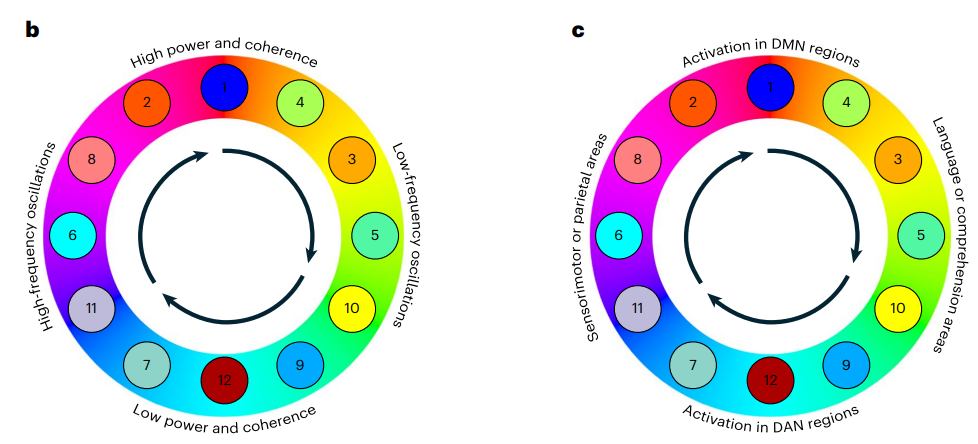 b
High power and coherence
1
2
4
8
3
High-frequency oscillations
Low-frequency oscillations
6
5
11
10
7
9
12
Low power and coherence
c
Activation in DMN regions
1
2
4
8
3
Sensorimotor or parietal areas
Language or comprehension areas
6
5
11
10
7
9
12
Activation in DAN regions